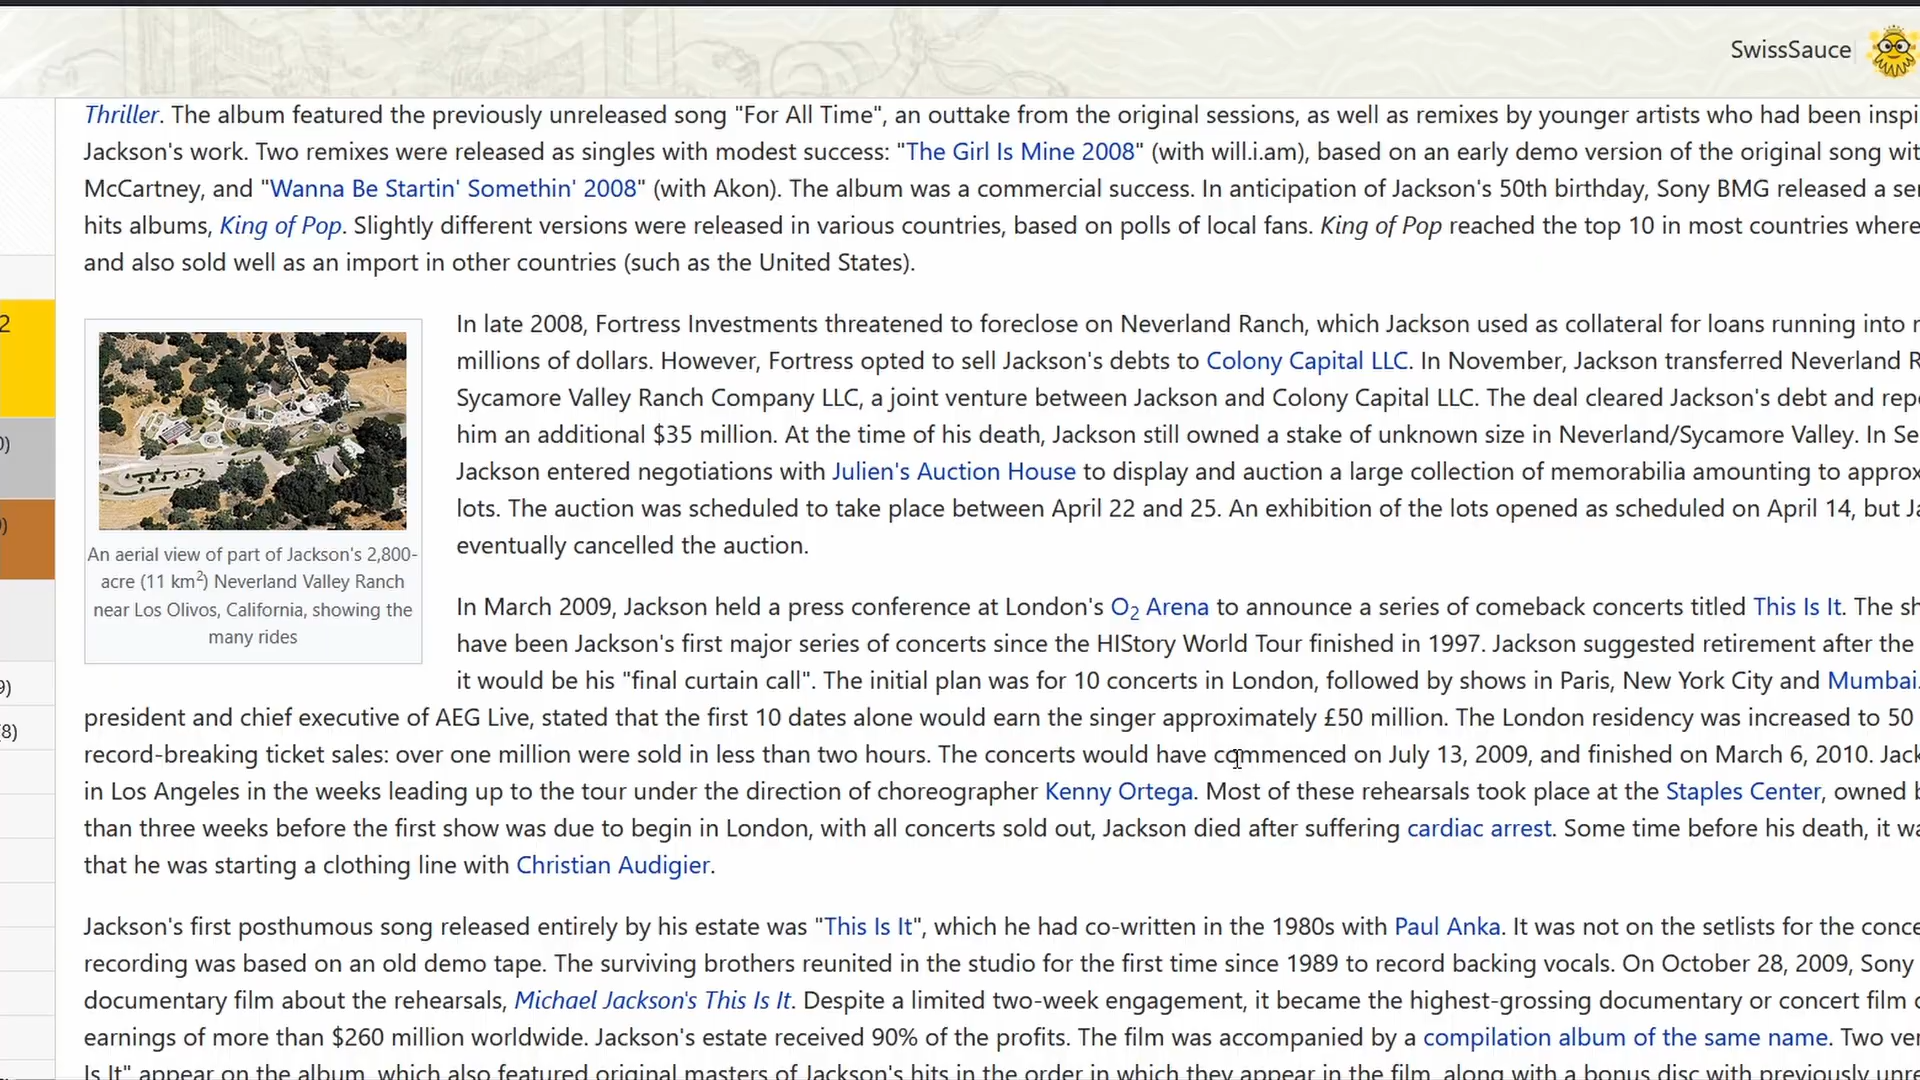 SwissSauce
Thriller. The album featured the previously unreleased song "For All Time", an outtake from the original sessions, as well as remixes by younger artists who had been
Jackson's work. Two remixes were released as singles with modest success: "The Girl Is Mine 2008" (with will.i.am), based on an early demo version of the original song
McCartney, and "Wanna Be Startin' Somethin' 2008" (with Akon). The album was a commercial success. In anticipation of Jackson's 50th birthday, Sony BMG released a
hits albums, King of Pop. Slightly different versions were released in various countries, based on polls of local fans. King of Pop reached the top 10 in most countries where
and also sold well as an import in other countries (such as the United States).
In late 2008, Fortress Investments threatened to foreclose on Neverland Ranch, which Jackson used as collateral for loans running into
millions of dollars. However, Fortress opted to sell Jackson's debts to Colony Capital LLC. In November, Jackson transferred Neverland
Sycamore Valley Ranch Company LLC, a joint venture between Jackson and Colony Capital LLC. The deal cleared Jackson's debt and
him an additional $35 million. At the time of his death, Jackson still owned a stake of unknown size in Neverland/Sycamore Valley. In
Jackson entered negotiations with Julien's Auction House to display and auction a large collection of memorabilia amounting to
lots. The auction was scheduled to take place between April 22 and 25. An exhibition of the lots opened as scheduled on April 14, but
eventually cancelled the auction.
An aerial view of part of Jackson's 2,800-
acre (11 km2) Neverland Valley Ranch
near Los Olivos, California, showing the
many rides
In March 2009, Jackson held a press conference at London's O2 Arena to announce a series of comeback concerts titled This Is It. The
have been Jackson's first major series of concerts since the HIStory World Tour finished in 1997. Jackson suggested retirement after the
it would be his "final curtain call". The initial plan was for 10 concerts in London, followed by shows in Paris, New York City and Mumbai.
president and chief executive of AEG Live, stated that the first 10 dates alone would earn the singer approximately £50 million. The London residency was increased to 50
record-breaking ticket sales: over one million were sold in less than two hours. The concerts would have commenced on July 13, 2009, and finished on March 6, 2010.
in Los Angeles in the weeks leading up to the tour under the direction of choreographer Kenny Ortega. Most of these rehearsals took place at the Staples Center, owned
than three weeks before the first show was due to begin in London, with all concerts sold out, Jackson died after suffering cardiac arrest. Some time before his death, it
that he was starting a clothing line with Christian Audigier.
Jackson's first posthumous song released entirely by his estate was "This Is It", which he had co-written in the 1980s with Paul Anka. It was not on the setlists for the
recording was based on an old demo tape. The surviving brothers reunited in the studio for the first time since 1989 to record backing vocals. On October 28, 2009, Sony
documentary film about the rehearsals, Michael Jackson's This Is It. Despite a limited two-week engagement, it became the highest-grossing documentary or concert film
earnings of more than $260 million worldwide. Jackson's estate received 90% of the profits. The film was accompanied by a compilation album of the same name. Two
Is It" appear on the album, which also featured original masters of Jackson's hits in the order in which they appear in the film, along with a bonus disc with previously